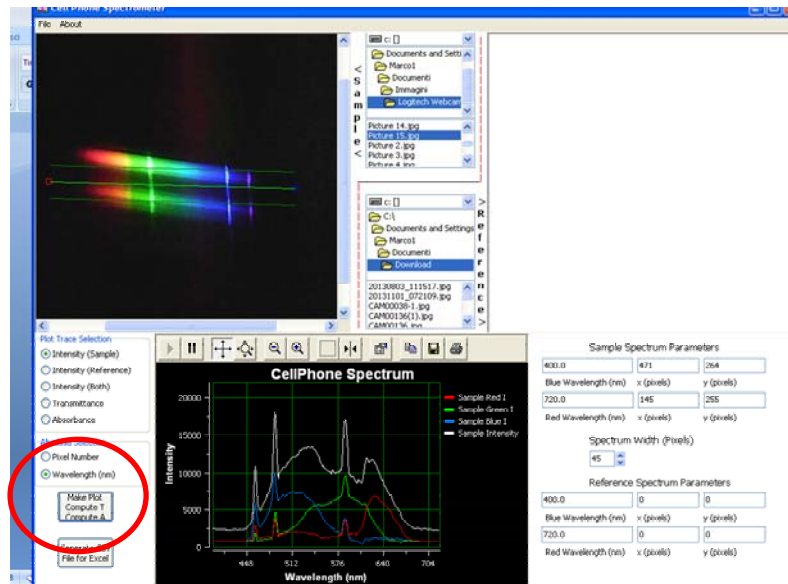 Cell Phone Spectrometer
File About
< Sample <
c: []
Documents and Setti
Marco1
Documenti
Immagini
Logitech Webcam
Picture 14.jpg
Picture 15.jpg
Picture 2.jpg
Picture 3.jpg
Picture 4.jpg
> Reference >
c: []
C:\
Documents and Settings
Marco1
Documenti
Download
20130803_111517.jpg
20131101_072109.jpg
CAM00038-1.jpg
CAM00136(1).jpg
CAM00136.jpg
Plot Trace Selection
Intensity (Sample)
Intensity (Reference)
Intensity (Both)
Transmittance
Absorbance
Pixel Number
Wavelength (nm)
Make Plot
Compute T
Compute A
File for Excel
CellPhone Spectrum
Sample Red I
Sample Green I
Sample Blue I
Sample Intensity
Intensity
20000
15000
10000
5000
0
448 512 576 640 704
Wavelength (nm)
Sample Spectrum Parameters
400.0 471 264
Blue Wavelength (nm) x (pixels) y (pixels)
720.0 145 255
Red Wavelength (nm) x (pixels) y (pixels)
Spectrum Width (Pixels)
45
Reference Spectrum Parameters
400.0 0 0
Blue Wavelength (nm) x (pixels) y (pixels)
720.0 0 0
Red Wavelength (nm) x (pixels) y (pixels)